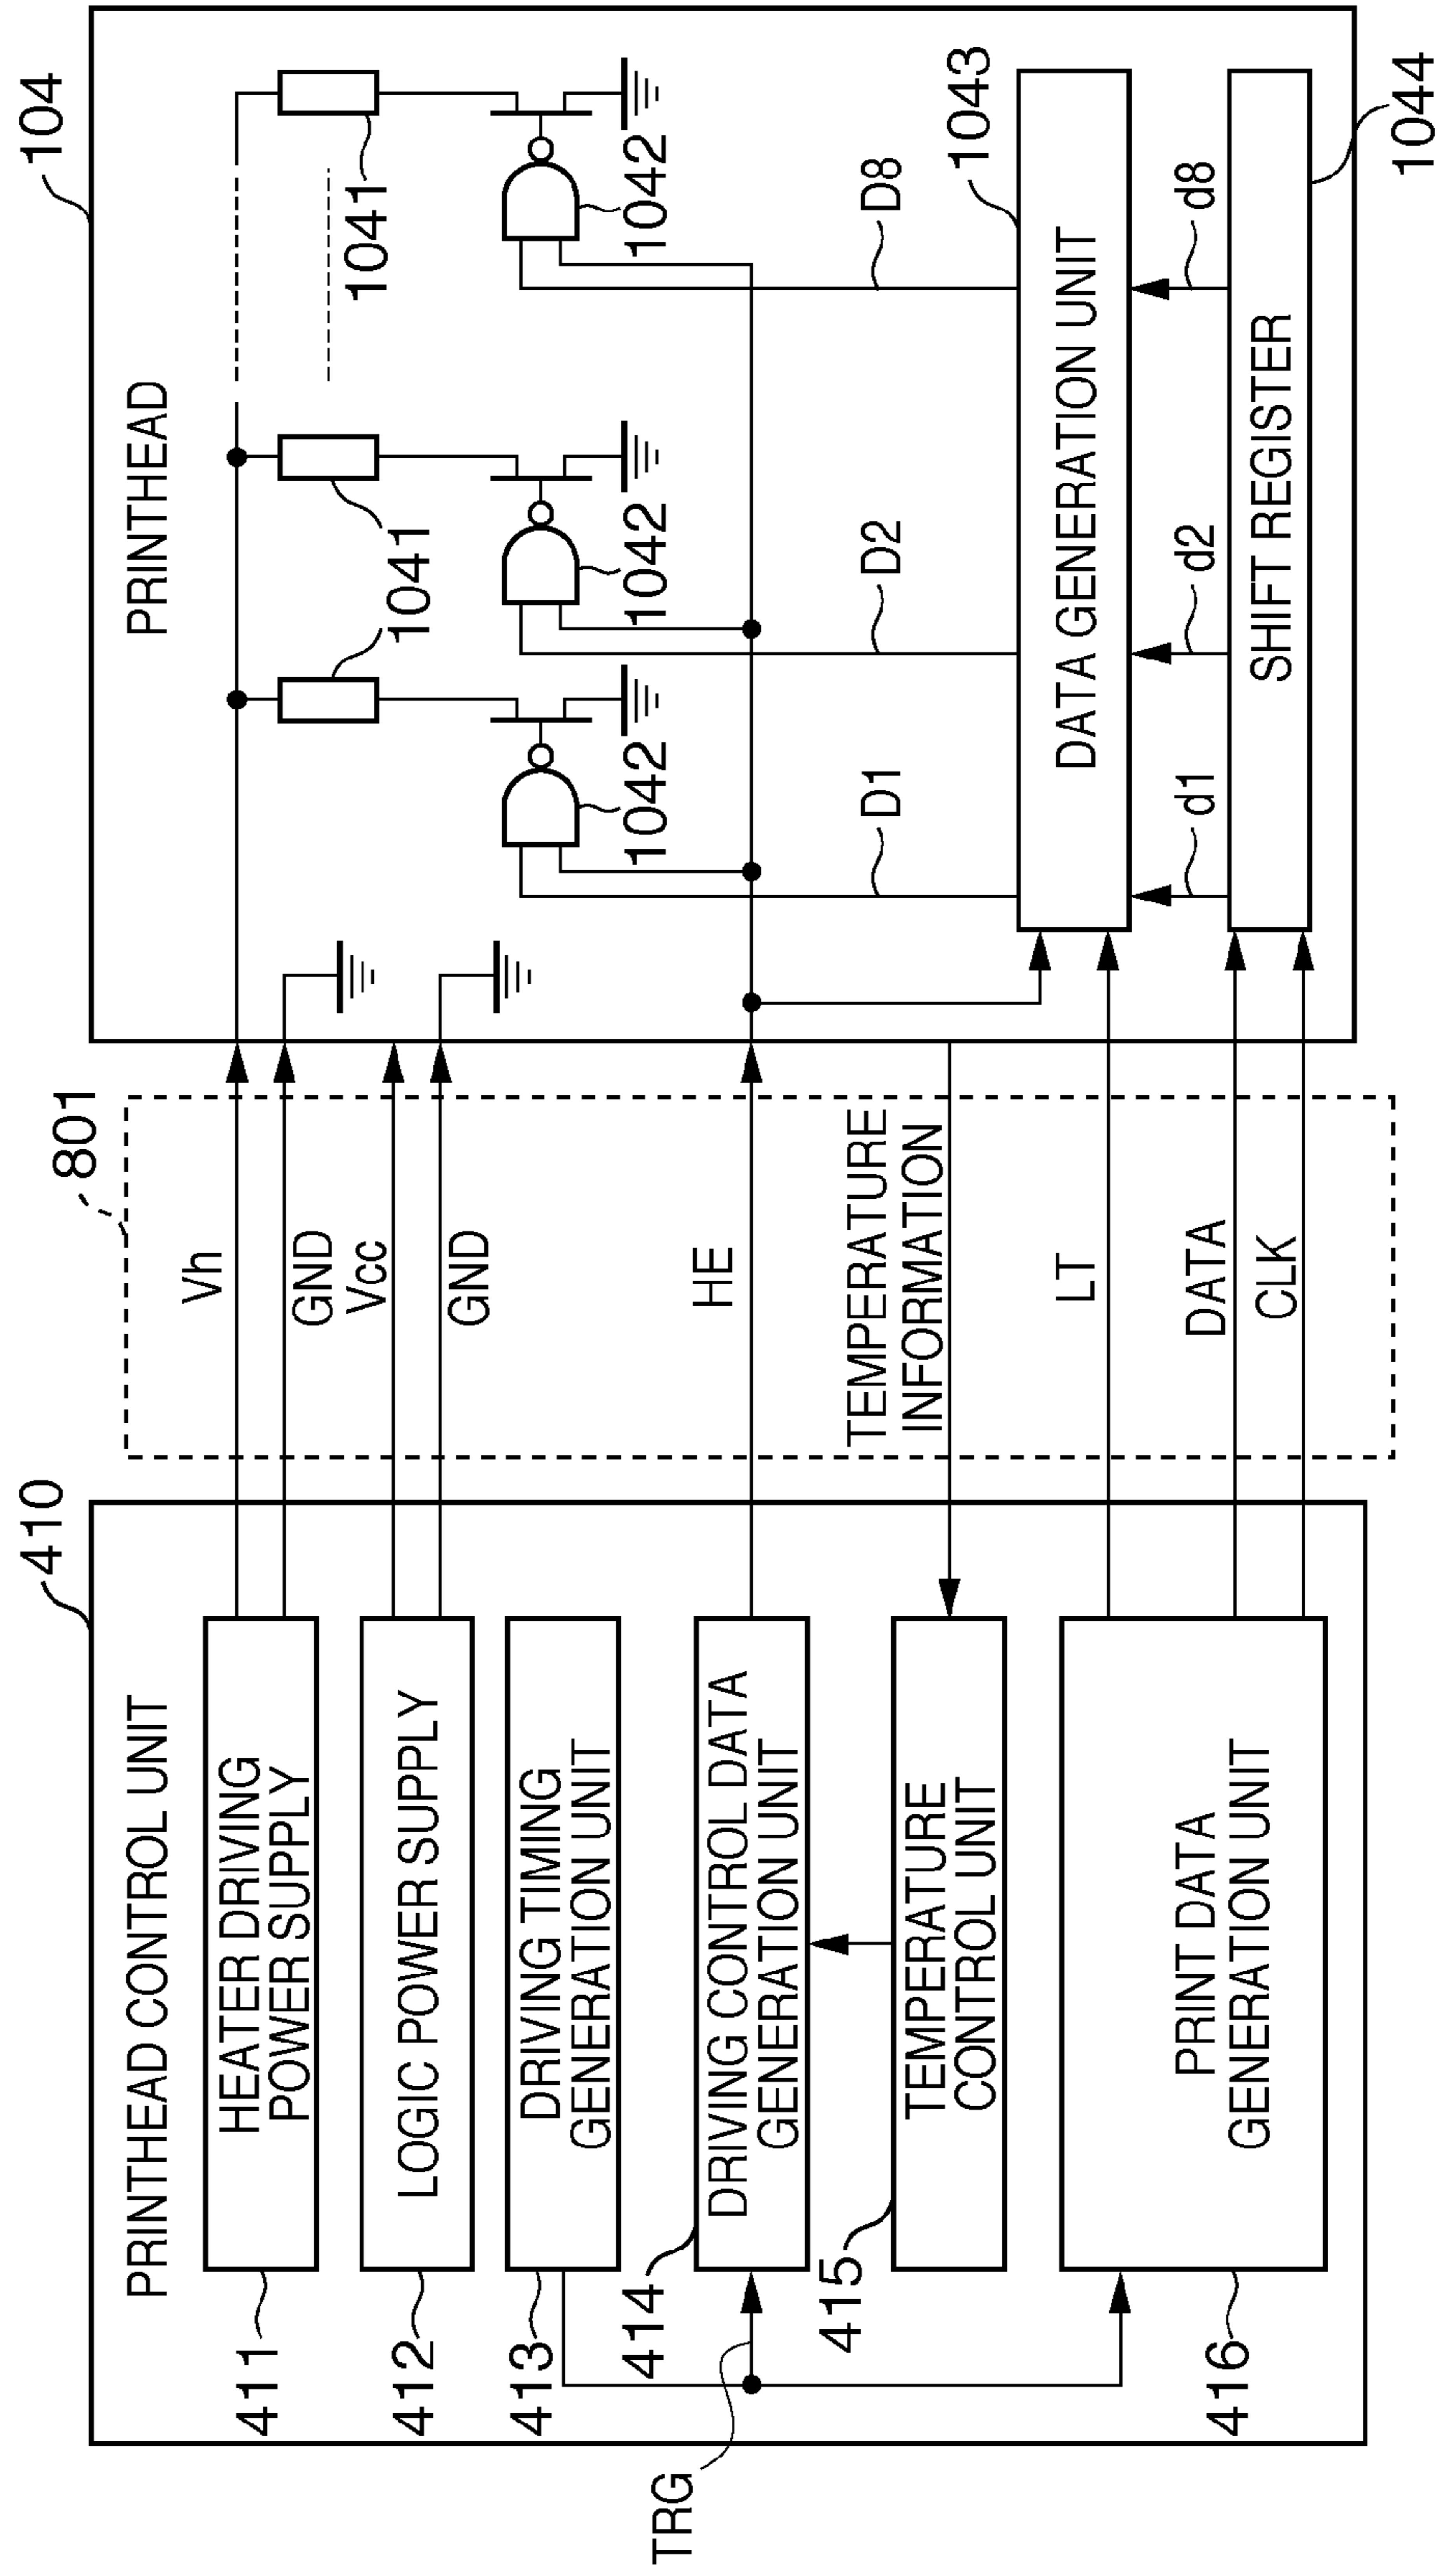 410
PRINTHEAD CONTROL UNIT
411
HEATER DRIVING
POWER SUPPLY
412
LOGIC POWER SUPPLY
413
DRIVING TIMING
GENERATION UNIT
414
DRIVING CONTROL DATA
GENERATION UNIT
TRG
415
TEMPERATURE
CONTROL UNIT
416
PRINT DATA
GENERATION UNIT
801
Vh
GND
Vcc
GND
HE
TEMPERATURE
INFORMATION
LT
DATA
CLK
104
PRINTHEAD
1041
1041
1041
1042
1042
1042
D1
D2
D8
1043
DATA GENERATION UNIT
d1
d2
d8
SHIFT REGISTER
1044